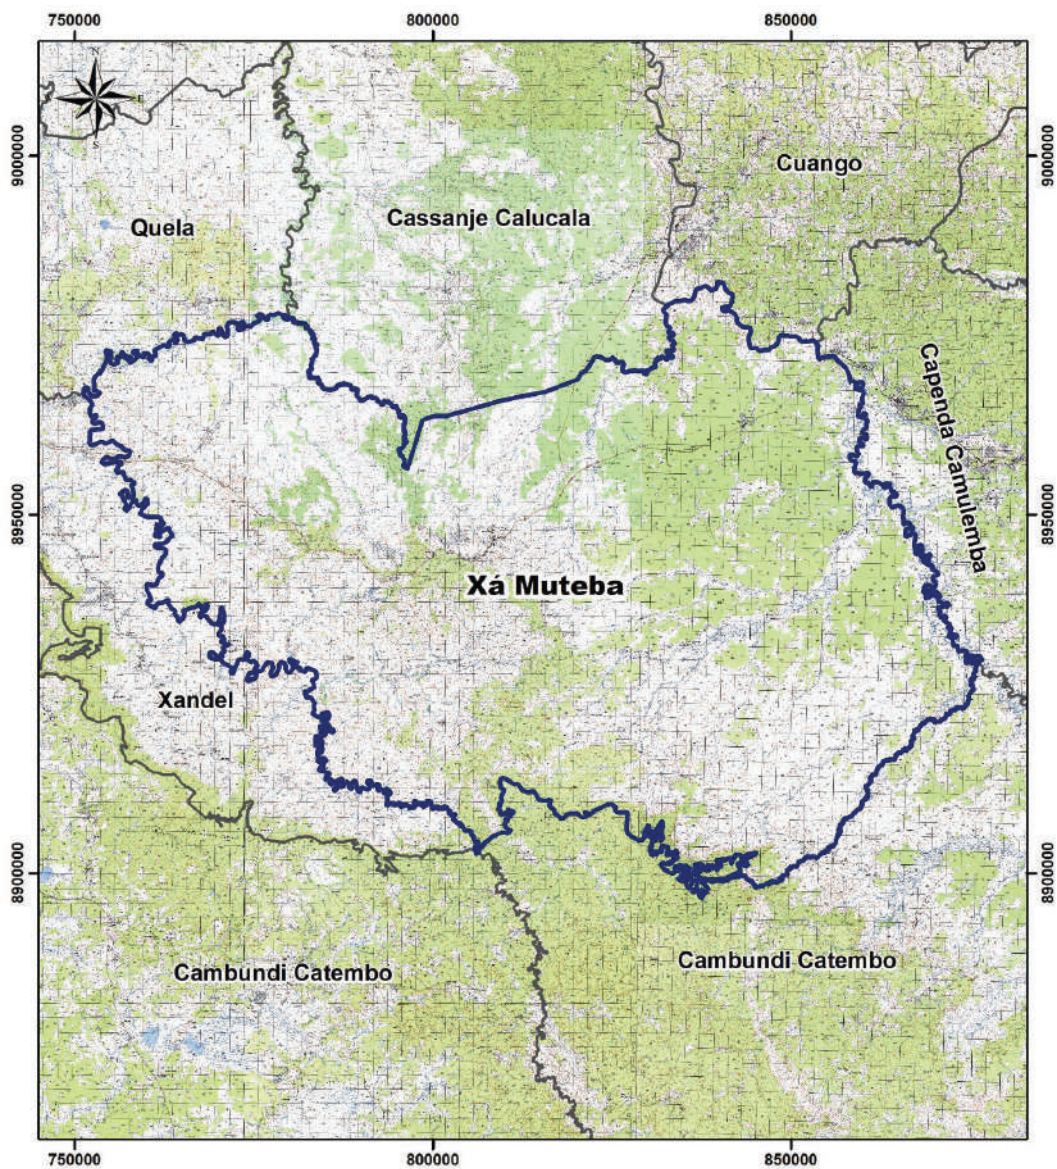 750000
800000
850000
N
S
9000000
9000000
Cuango
Cassanje Calucala
Quela
Capenda Camulemba
8950000
8950000
Xá Muteba
Xandel
8900000
8900000
Cambundi Catembo
Cambundi Catembo
750000
800000
850000